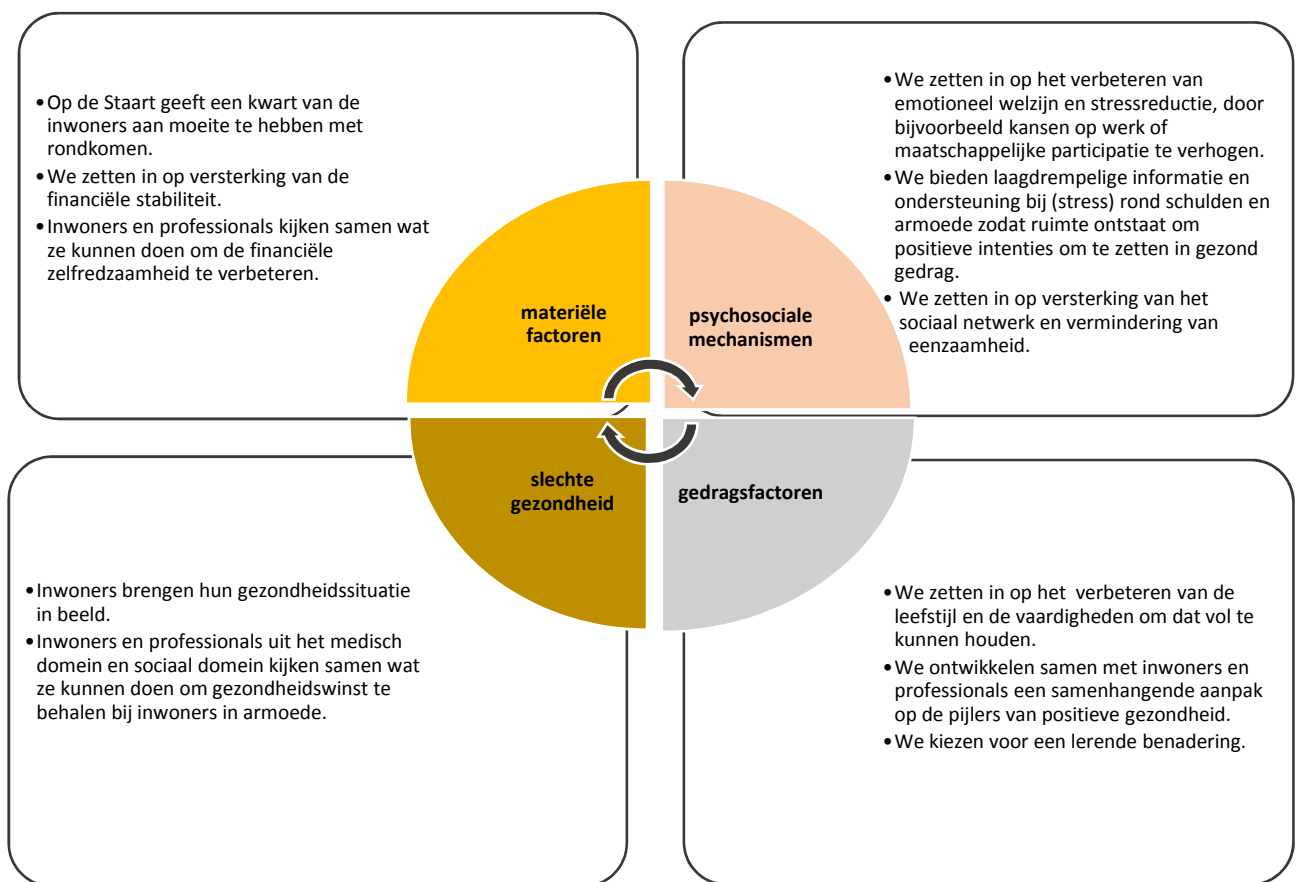 •Op de Staart geeft een kwart van de
inwoners aan moeite te hebben met
rondkomen.
•We zetten in op versterking van de
financiële stabiliteit.
•Inwoners en professionals kijken samen wat
ze kunnen doen om de financiële
zelfredzaamheid te verbeteren.
•We zetten in op het verbeteren van
emotioneel welzijn en stressreductie, door
bijvoorbeeld kansen op werk of
maatschappelijke participatie te verhogen.
•We bieden laagdrempelige informatie en
ondersteuning bij (stress) rond schulden en
armoede zodat ruimte ontstaat om
positieve intenties om te zetten in gezond
gedrag.
• We zetten in op versterking van het
sociaal netwerk en vermindering van
eenzaamheid.
materiële
factoren
psychosociale
mechanismen
slechte
gezondheid
gedragsfactoren
•Inwoners brengen hun gezondheidssituatie
in beeld.
•Inwoners en professionals uit het medisch
domein en sociaal domein kijken samen wat
ze kunnen doen om gezondheidswinst te
behalen bij inwoners in armoede.
•We zetten in op het verbeteren van de
leefstijl en de vaardigheden om dat vol te
kunnen houden.
•We ontwikkelen samen met inwoners en
professionals een samenhangende aanpak
op de pijlers van positieve gezondheid.
•We kiezen voor een lerende benadering.